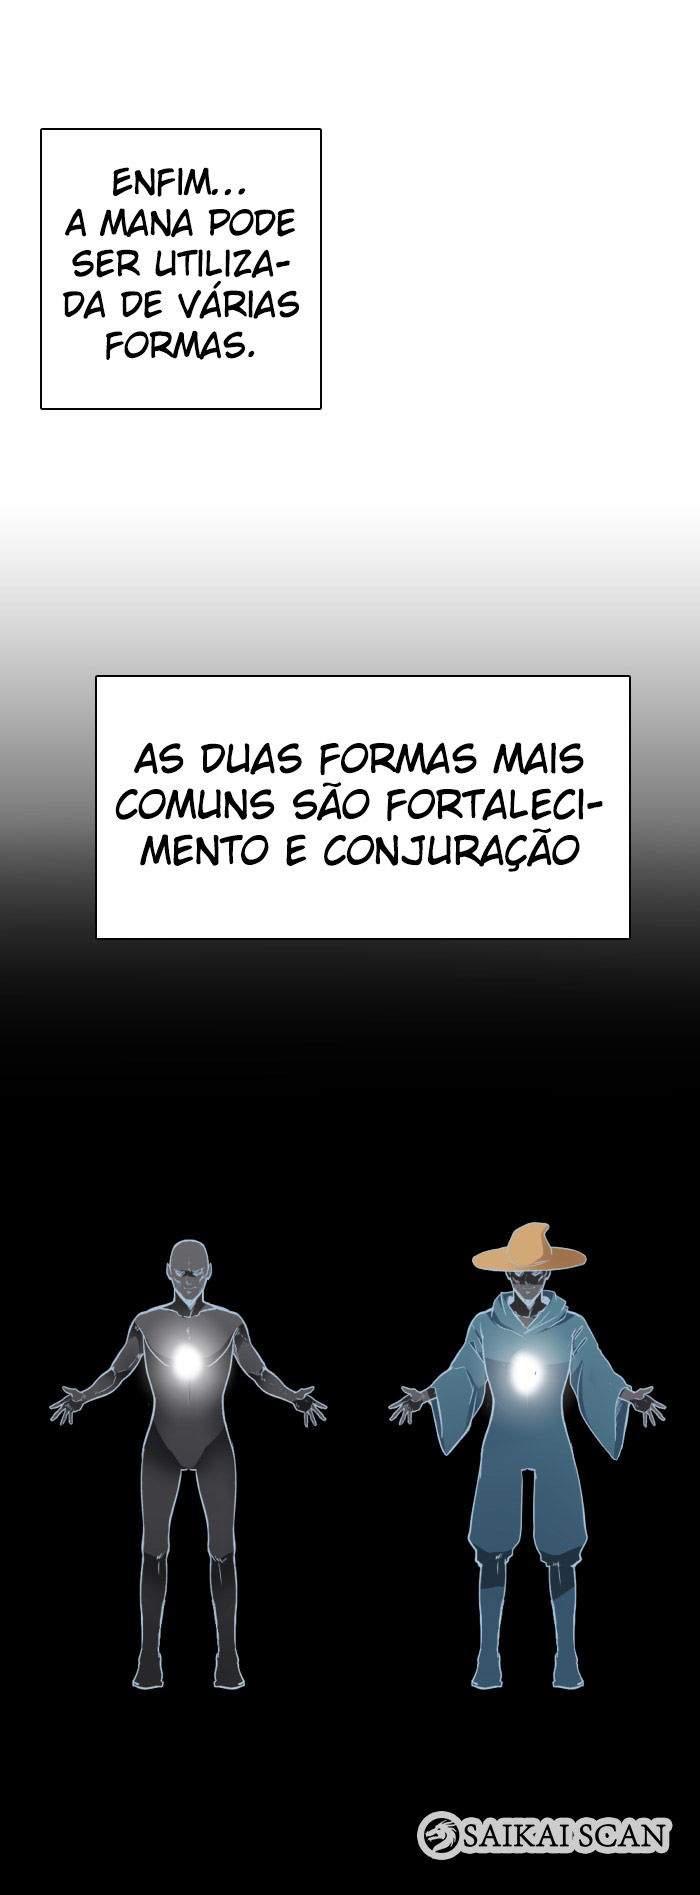 ENFIM...
A MANA PODE
SER UTILIZA-
DA DE VÁRIAS
FORMAS.
AS DUAS FORMAS MAIS
COMUNS SÃO FORTALECI-
MENTO E CONJURAÇÃO
SAIKAI SCAN